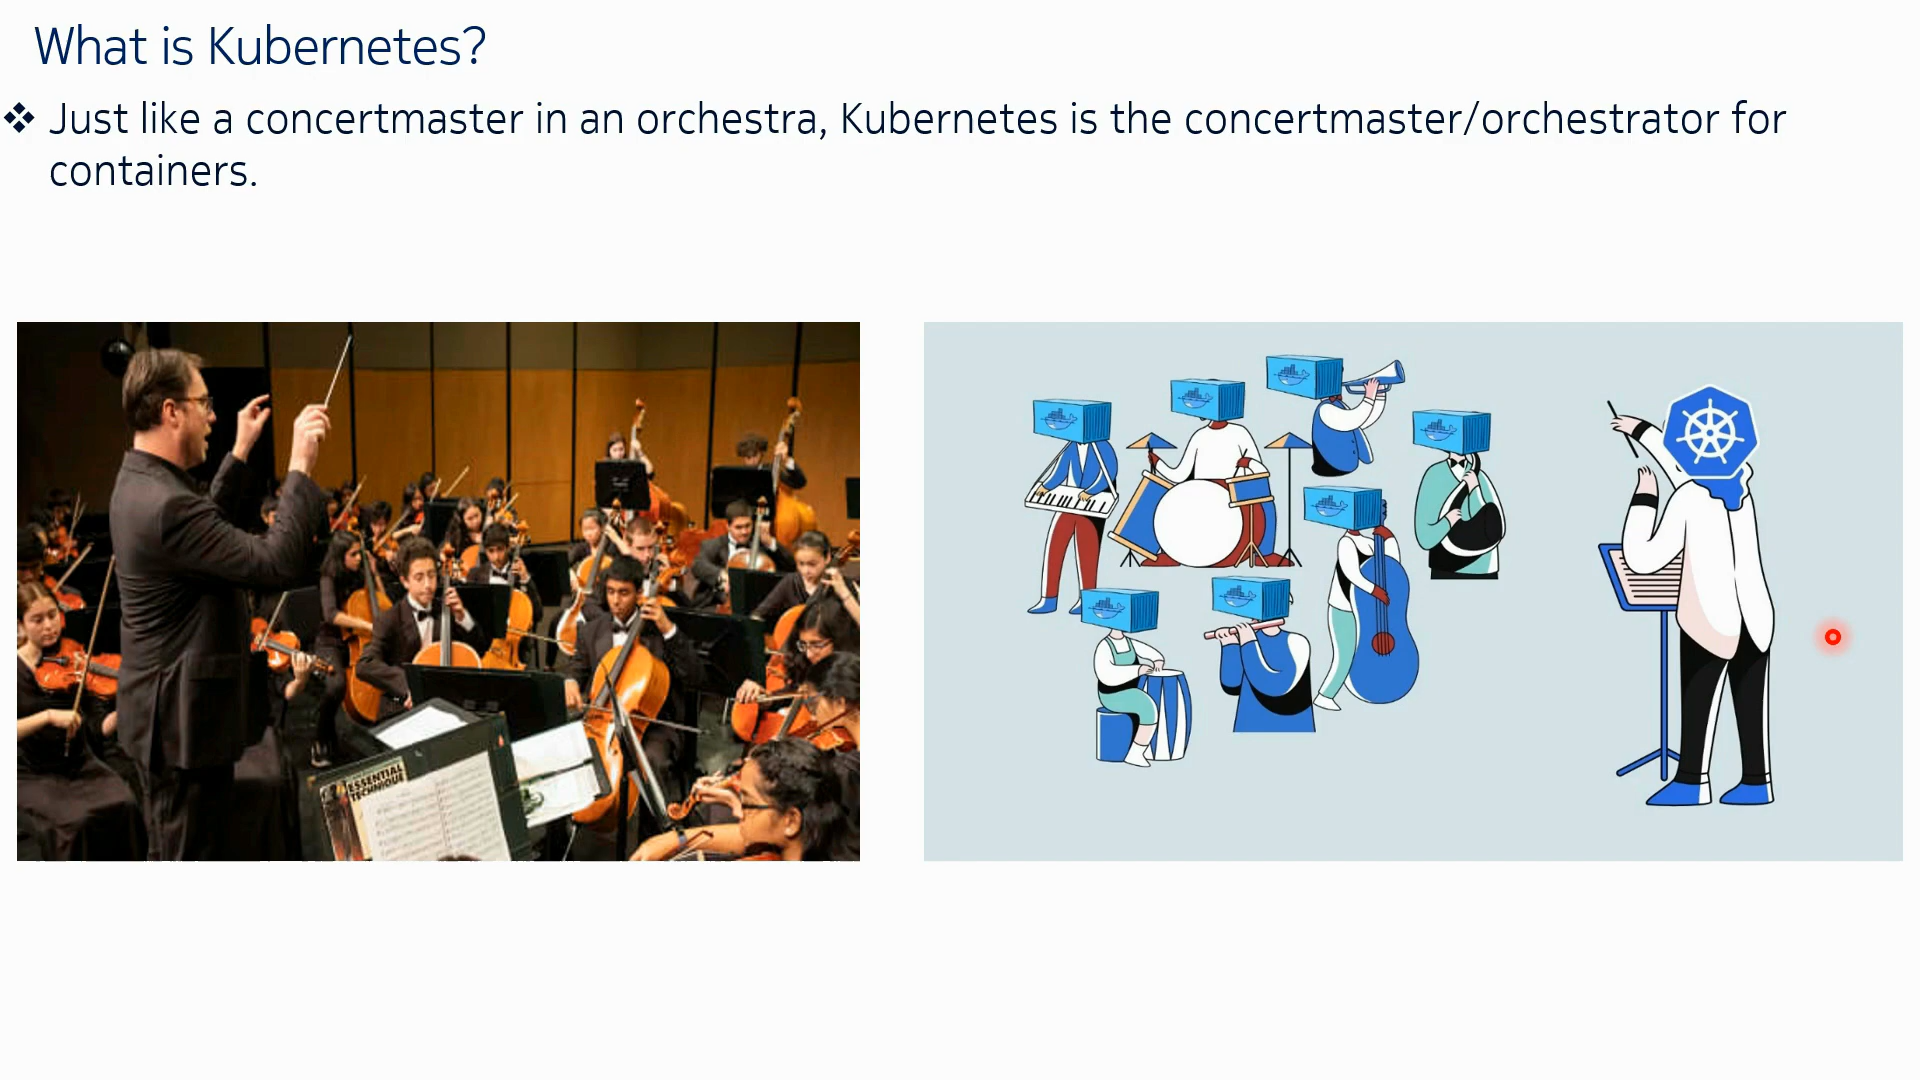 What is Kubernetes?
❖ Just like a concertmaster in an orchestra, Kubernetes is the concertmaster/orchestrator for
containers.
ESSENTIAL
TECHNIQUE